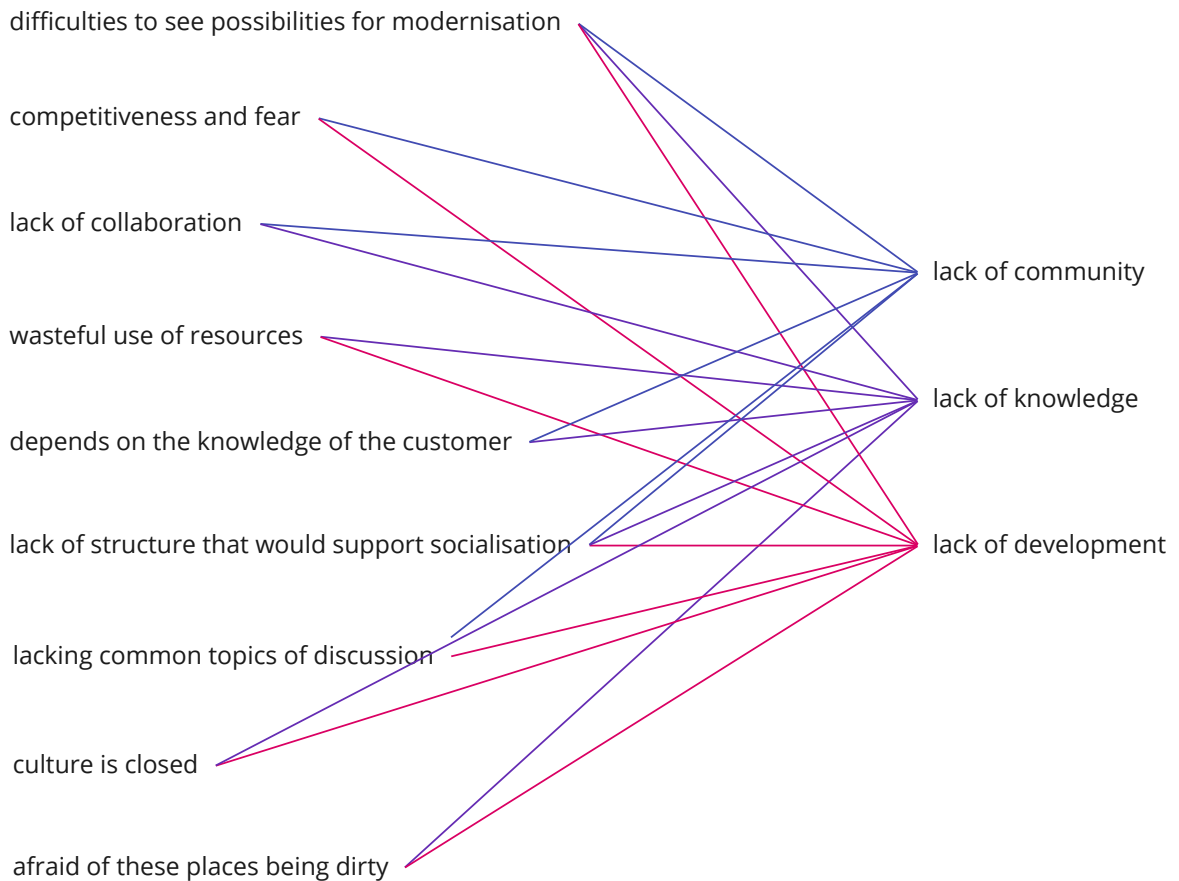 difficulties to see possibilities for modernisation
competitiveness and fear
lack of collaboration
wasteful use of resources
depends on the knowledge of the customer
lack of structure that would support socialisation
lacking common topics of discussion
culture is closed
afraid of these places being dirty
lack of community
lack of knowledge
lack of development